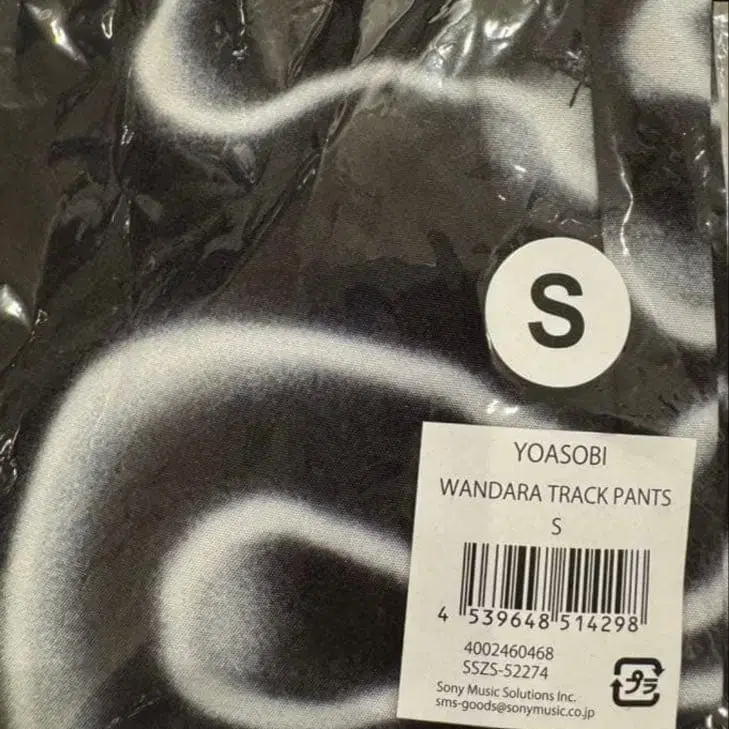 S
YOASOBI
WANDARA TRACK PANTS
S
4 539648 514298
4002460468
SSZS-52274
Sony Music Solutions Inc.
sms-goods@sonymusic.co.jp
プラ